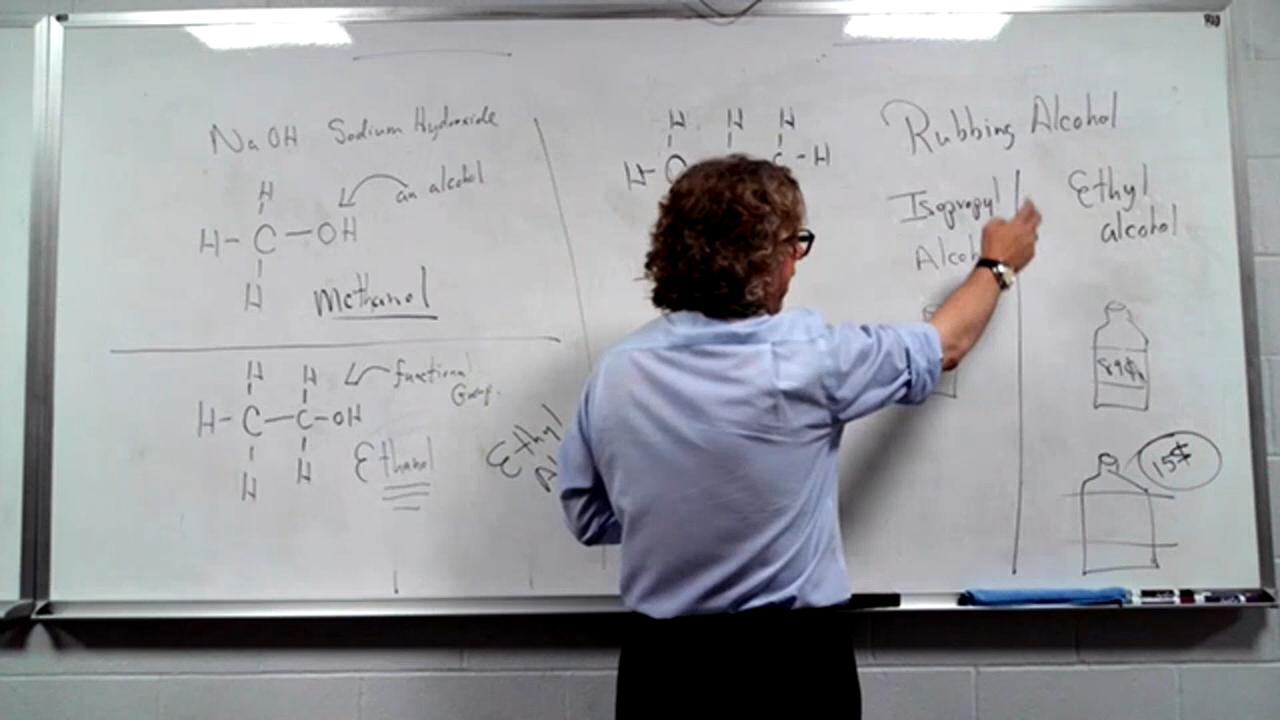 NaOH Sodium Hydroxide
H
an alcohol
H-C-OH
H
Methanol
H H
functional
Group.
H-C-C-OH
H H
Ethanol
Ethyl
H H H
H-C C-H
Rubbing Alcohol
Isopropyl
Ethyl
alcohol
15$